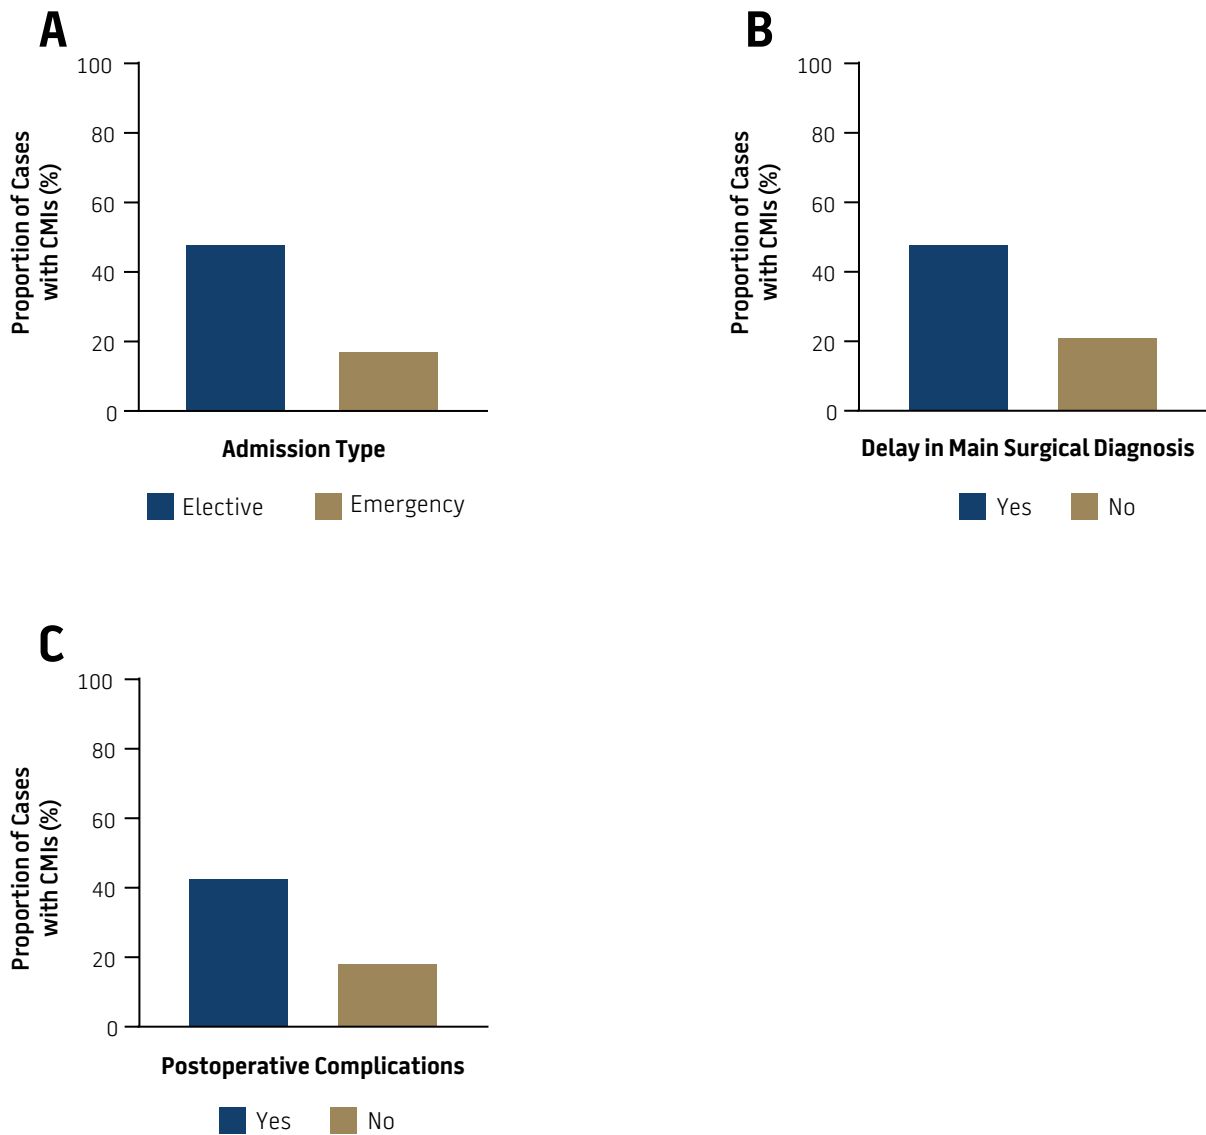 A
100
80
60
40
20
0
Proportion of Cases
with CMIs (%)
Admission Type
Elective
Emergency
B
100
80
60
40
20
0
Proportion of Cases
with CMIs (%)
Delay in Main Surgical Diagnosis
Yes
No
C
100
80
60
40
20
0
Proportion of Cases
with CMIs (%)
Postoperative Complications
Yes
No